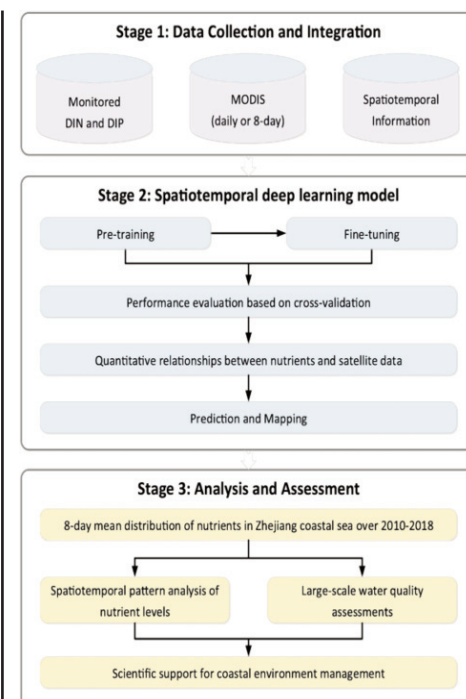 Stage 1: Data Collection and Integration
Monitored
DIN and DIP
MODIS
(daily or 8-day)
Spatiotemporal
Information
Stage 2: Spatiotemporal deep learning model
Pre-training
Fine-tuning
Performance evaluation based on cross-validation
Quantitative relationships between nutrients and satellite data
Prediction and Mapping
Stage 3: Analysis and Assessment
8-day mean distribution of nutrients in Zhejiang coastal sea over 2010-2018
Spatiotemporal pattern analysis of
nutrient levels
Large-scale water quality
assessments
Scientific support for coastal environment management